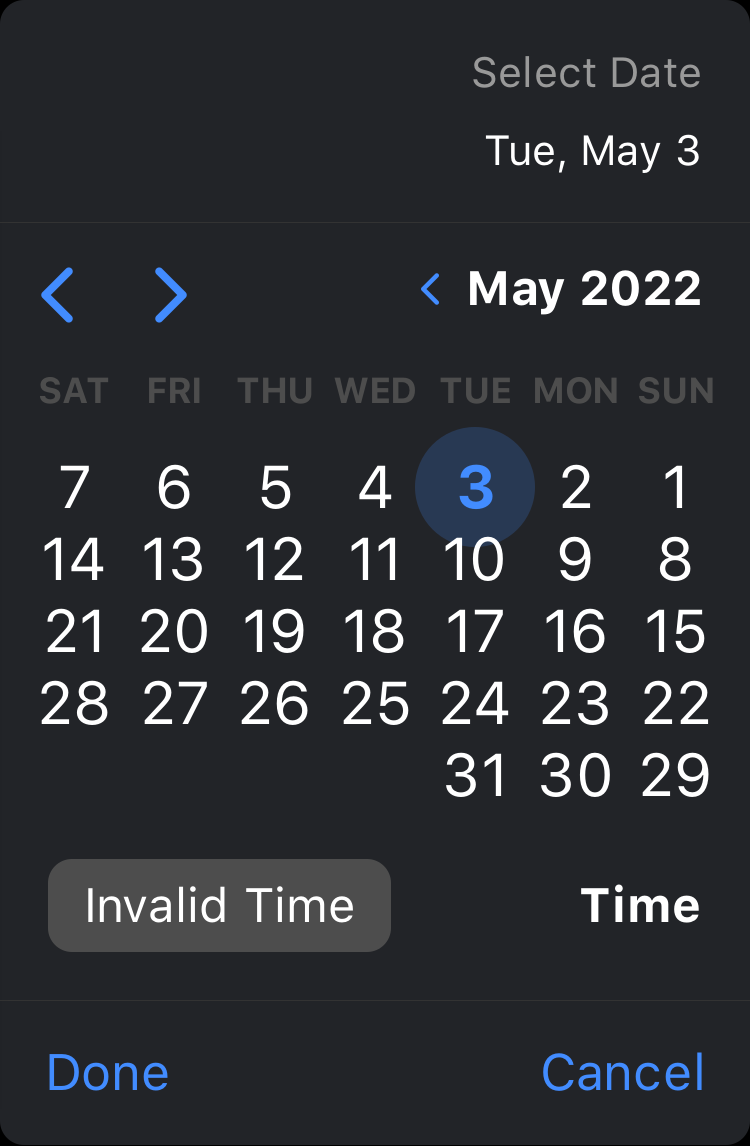 Select Date
Tue, May 3
May 2022
SAT FRI THU WED TUE MON SUN
7 6 5 4 3 2 1
14 13 12 11 10 9 8
21 20 19 18 17 16 15
28 27 26 25 24 23 22
31 30 29
Invalid Time Time
Done Cancel